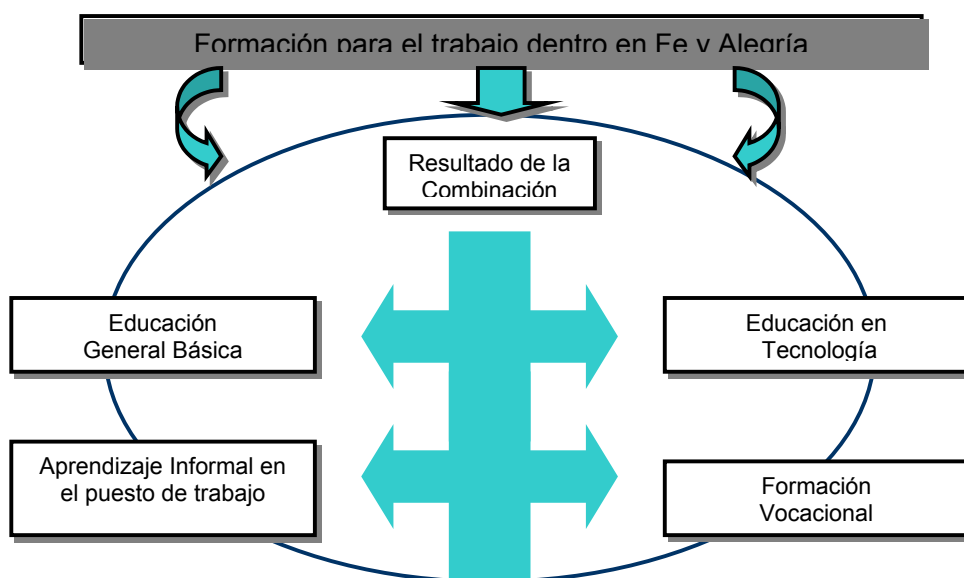 Formación para el trabajo dentro en Fe y Alegría
Resultado de la
Combinación
Educación
General Básica
Educación en
Tecnología
Aprendizaje Informal en
el puesto de trabajo
Formación
Vocacional